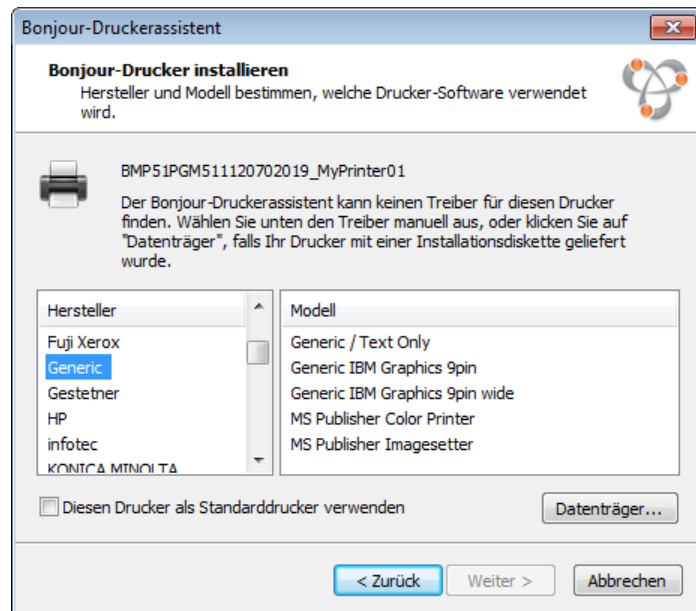 Bonjour-Druckerassistent
Bonjour-Drucker installieren
Hersteller und Modell bestimmen, welche Drucker-Software verwendet
wird.
BMP51PGM511120702019_MyPrinter01
Der Bonjour-Druckerassistent kann keinen Treiber für diesen Drucker
finden. Wählen Sie unten den Treiber manuell aus, oder klicken Sie auf
"Datenträger", falls Ihr Drucker mit einer Installationsdiskette geliefert
wurde.
Hersteller
Fuji Xerox
Generic
Gestetner
HP
infotec
KONICA MINOLTA
Modell
Generic / Text Only
Generic IBM Graphics 9pin
Generic IBM Graphics 9pin wide
MS Publisher Color Printer
MS Publisher Imagesetter
Diesen Drucker als Standarddrucker verwenden
Datenträger...
< Zurück
Weiter >
Abbrechen